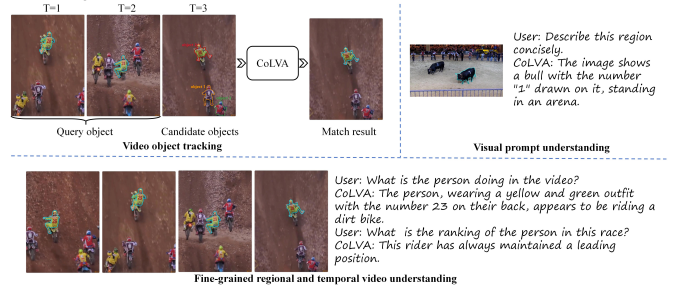 T=1
T=2
T=3
CoLVA
Query object
Candidate objects
Match result
Video object tracking
User: Describe this region
concisely.
CoLVA: The image shows
a bull with the number
"1" drawn on it, standing
in an arena.
Visual prompt understanding
User: What is the person doing in the video?
CoLVA: The person, wearing a yellow and green outfit
with the number 23 on their back, appears to be riding a
dirt bike.
User: What is the ranking of the person in this race?
CoLVA: This rider has always maintained a leading
position.
Fine-grained regional and temporal video understanding